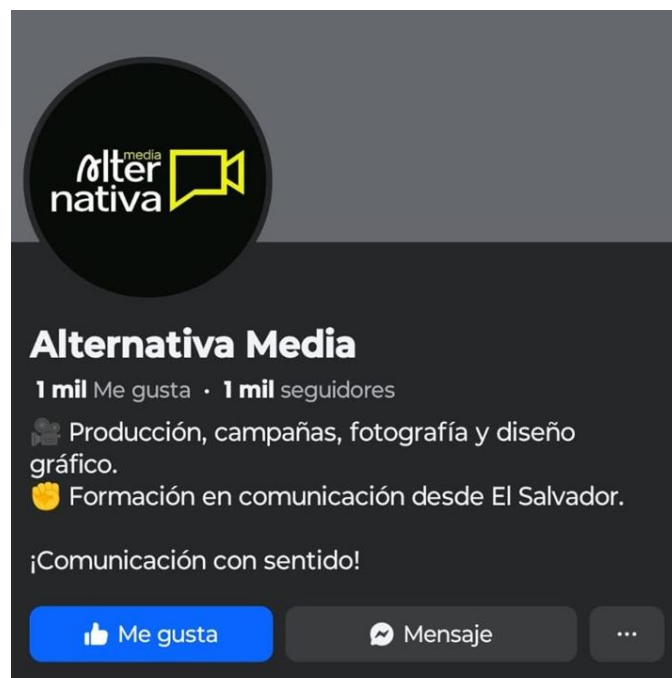 media
Alter
nativa
Alternativa Media
1 mil Me gusta · 1 mil seguidores
🎥 Producción, campañas, fotografía y diseño
gráfico.
✊ Formación en comunicación desde El Salvador.
¡Comunicación con sentido!
Me gusta
Mensaje
...